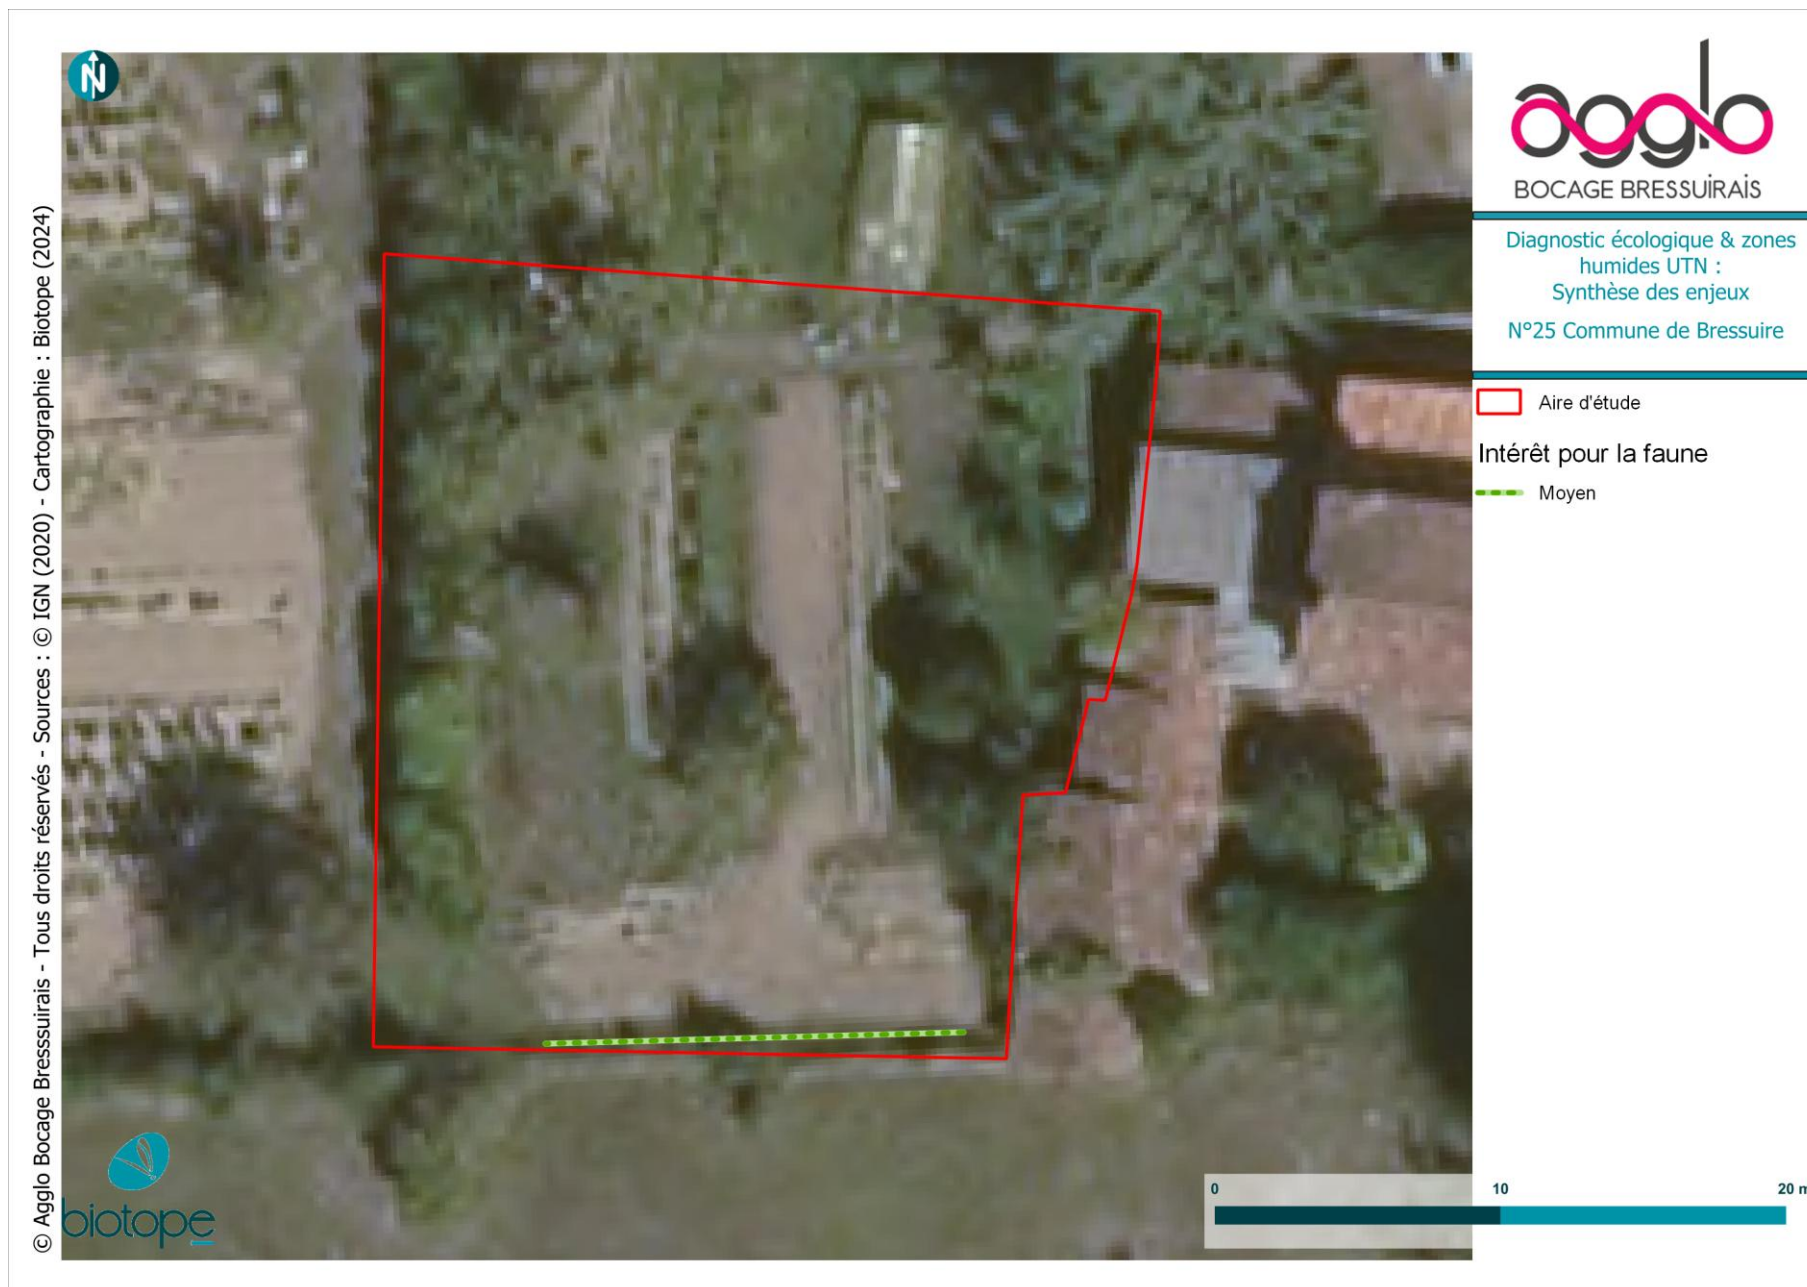 N
agglo
BOCAGE BRESSUIRAIS
Diagnostic écologique & zones
humides UTN :
Synthèse des enjeux
N°25 Commune de Bressuire
Aire d'étude
Intérêt pour la faune
Moyen
© Agglo Bocage Bresssuirais - Tous droits réservés - Sources : © IGN (2020) - Cartographie : Biotope (2024)
biotope
0
10
20 m